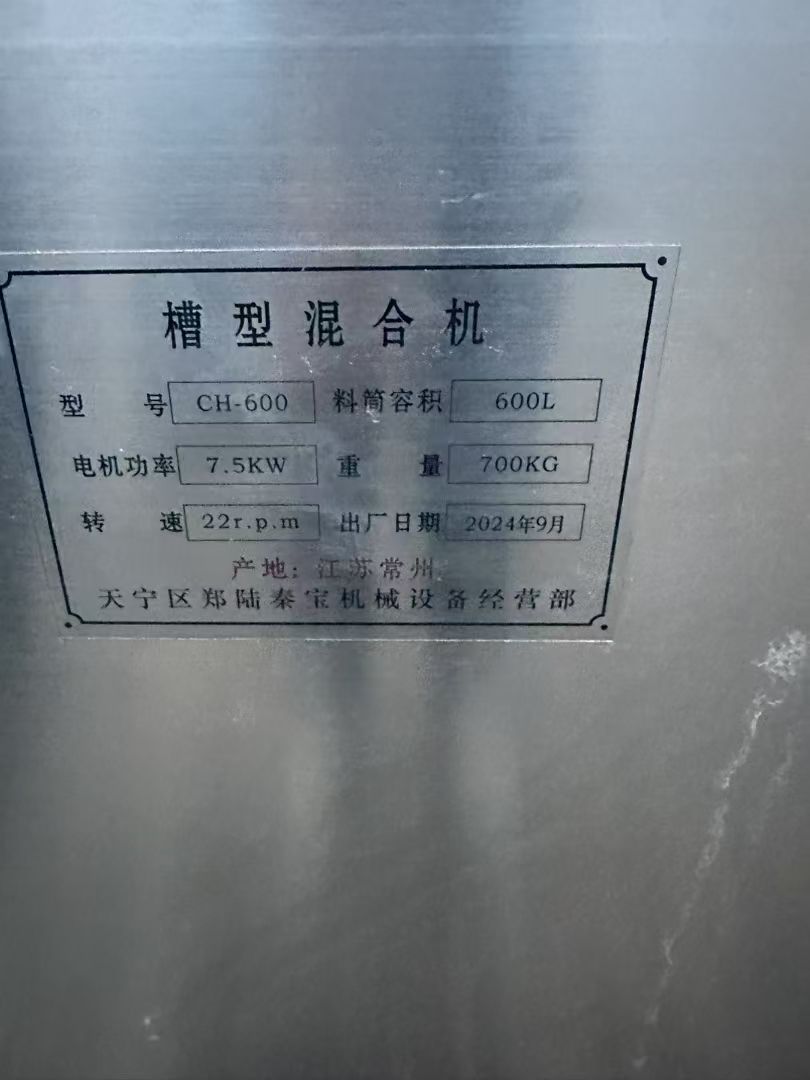 槽型混合机
型号 CH-600 料筒容积 600L
电机功率 7.5KW 重量 700KG
转速 22r.p.m 出厂日期 2024年9月
产地：江苏常州
天宁区郑陆秦宝机械设备经营部